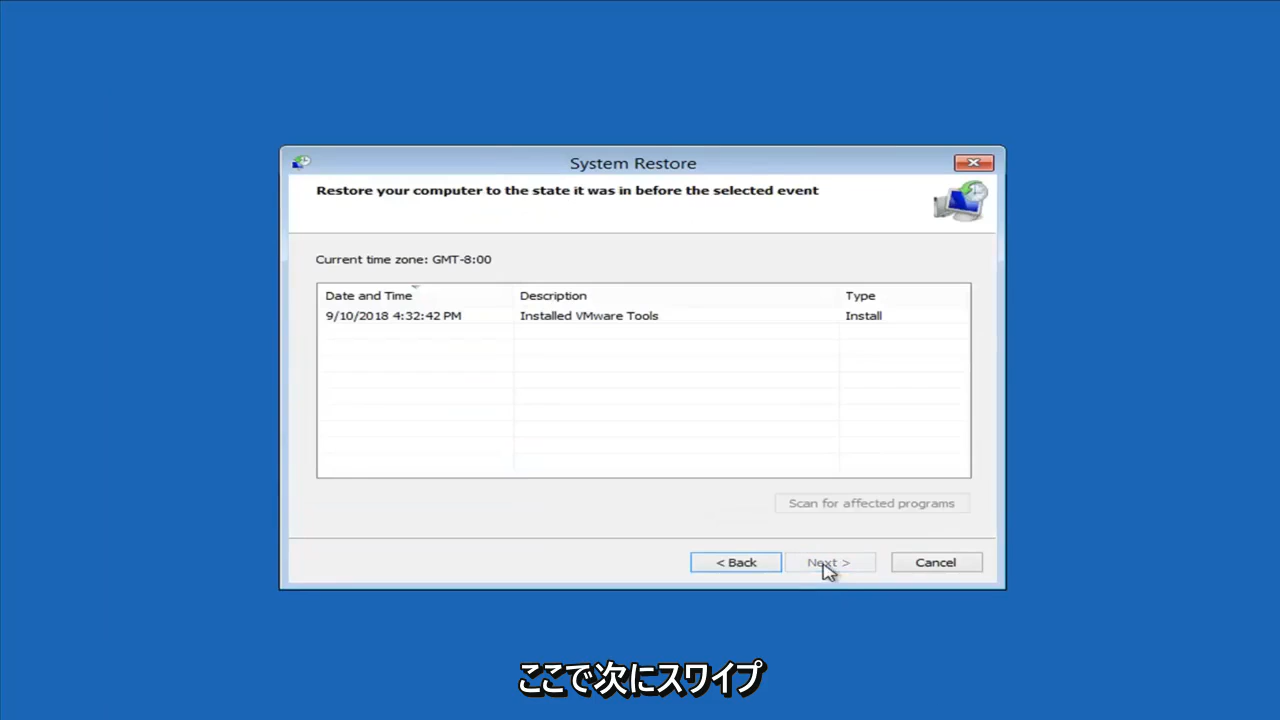 System Restore
Restore your computer to the state it was in before the selected event
Current time zone: GMT-8:00
Date and Time Description Type
9/10/2018 4:32:42 PM Installed VMware Tools Install
Scan for affected programs
< Back Next > Cancel
ここで次にスワイプ